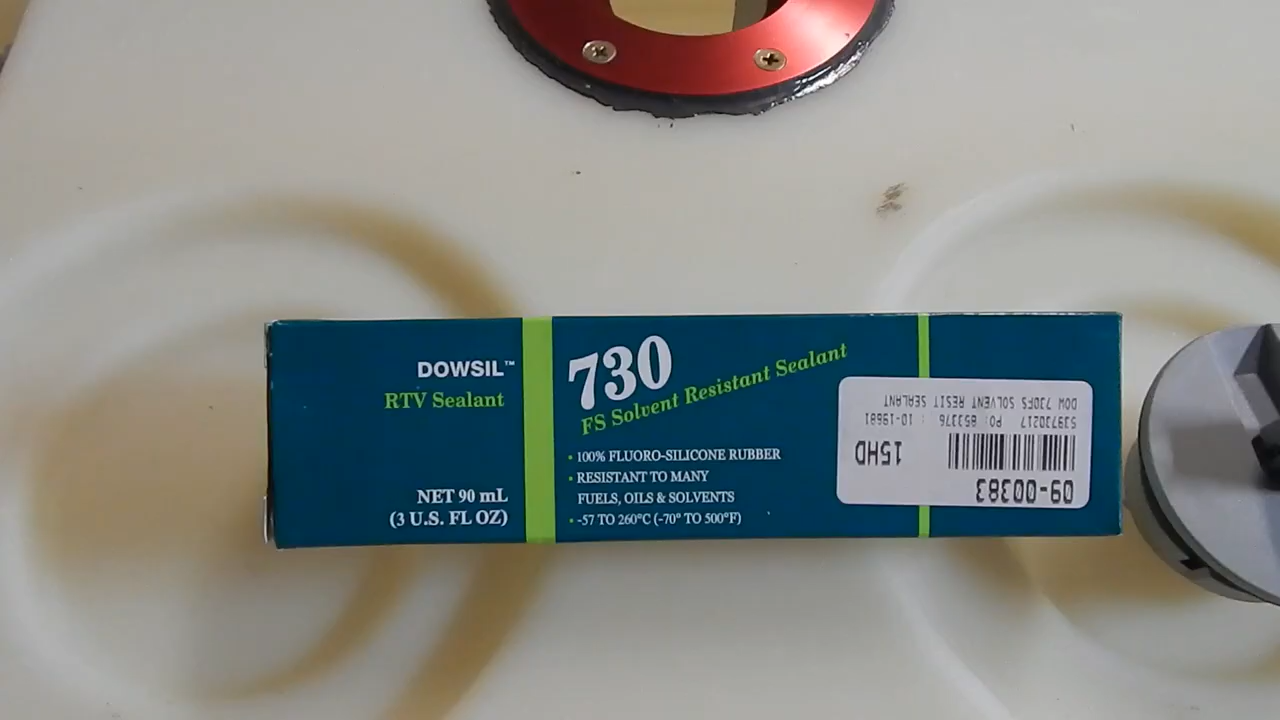 DOWSIL™
RTV Sealant
NET 90 mL
(3 U.S. FL OZ)
730
FS Solvent Resistant Sealant
• 100% FLUORO-SILICONE RUBBER
• RESISTANT TO MANY
FUELS, OILS & SOLVENTS
• -57 TO 260°C (-70° TO 500°F)
09-00383
15HD
539730217 PO: 853376 : 10-19681
DOW 730FS SOLVENT RESIT SEALANT